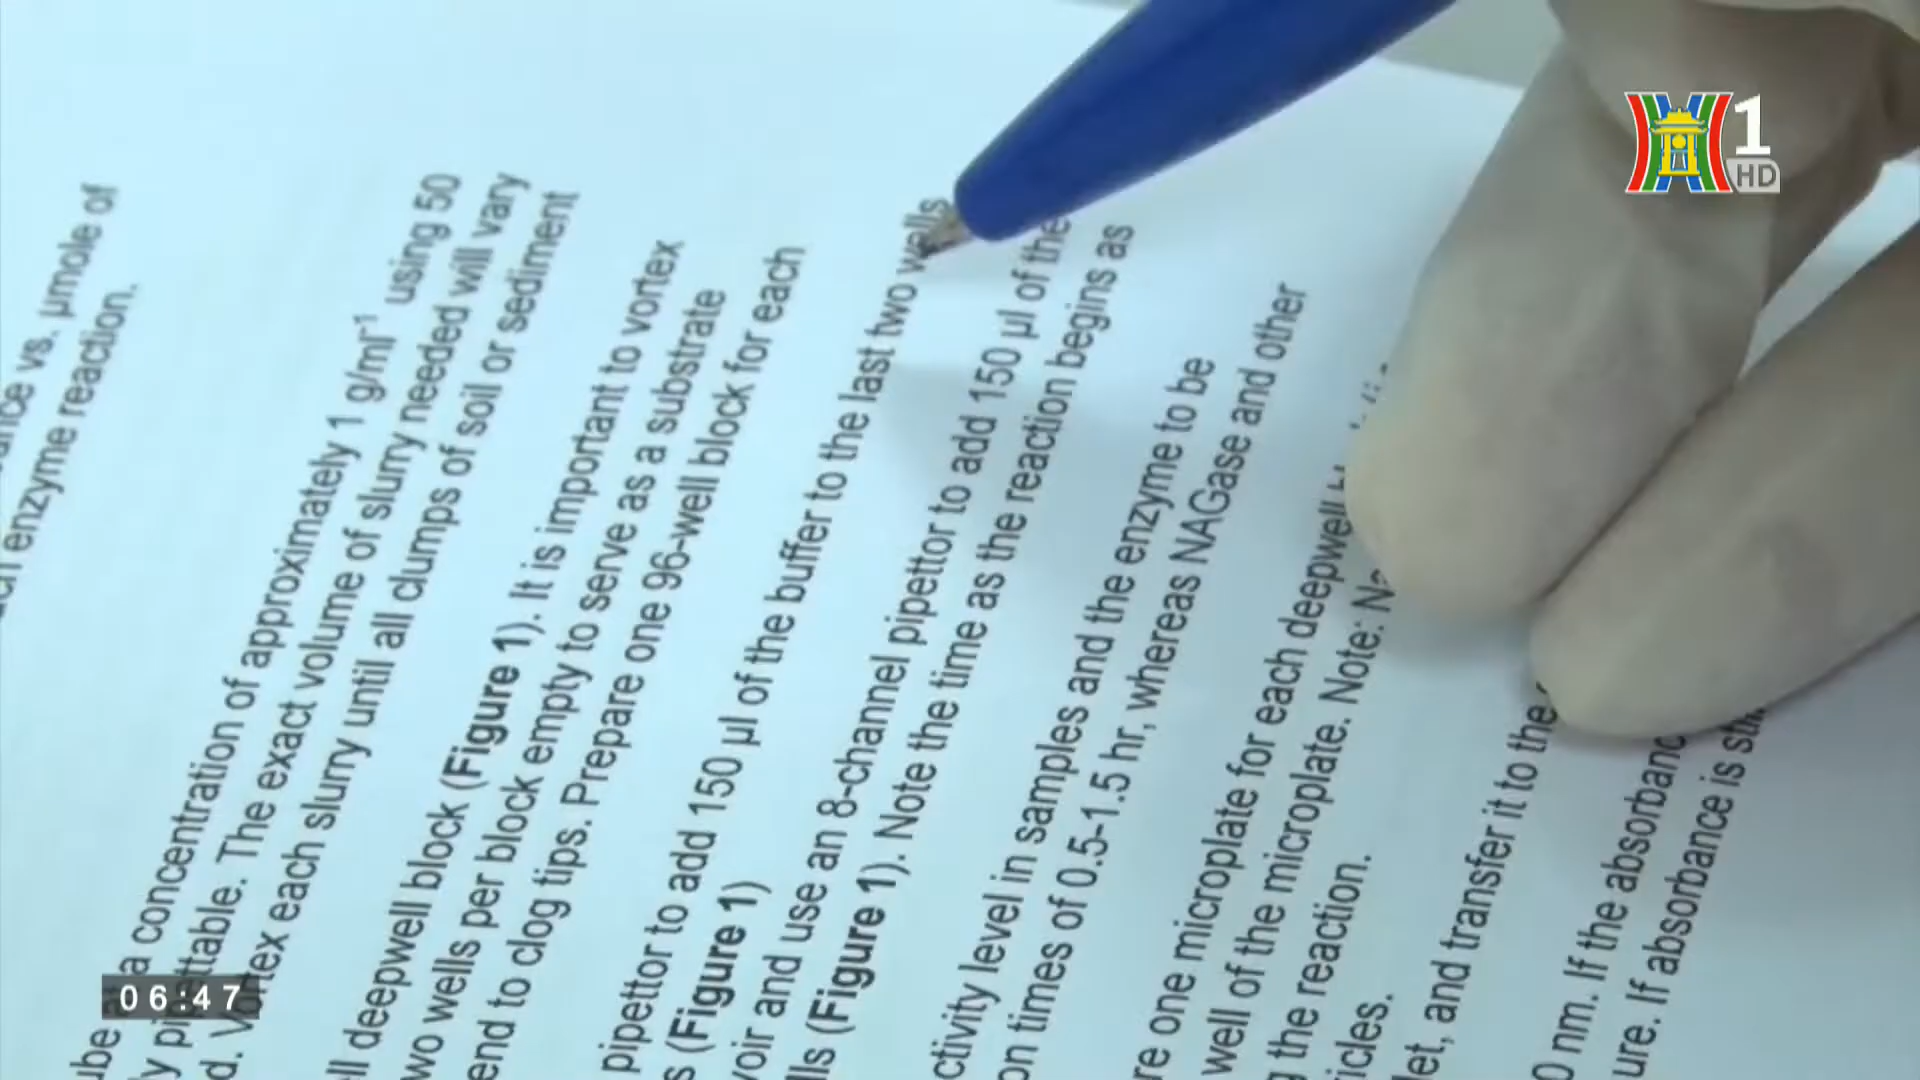 vs. µmole of
enzyme reaction.
a concentration of approximately 1 g/ml-1 using 50
The exact volume of slurry needed will vary
d. Vortex each slurry until all clumps of soil or sediment
deepwell block (Figure 1). It is important to vortex
two wells per block empty to serve as a substrate
end to clog tips. Prepare one 96-well block for each
pipettor to add 150 µl of the buffer to the last two wells
s (Figure 1)
voir and use an 8-channel pipettor to add 150 µl of the
lls (Figure 1). Note the time as the reaction begins as
ctivity level in samples and the enzyme to be
on times of 0.5-1.5 hr, whereas NAGase and other
re one microplate for each deepwell
well of the microplate. Note:
the reaction.
icles.
let, and transfer it to the
0 nm. If the absorbanc
ure. If absorbance is
1
HD
06:47